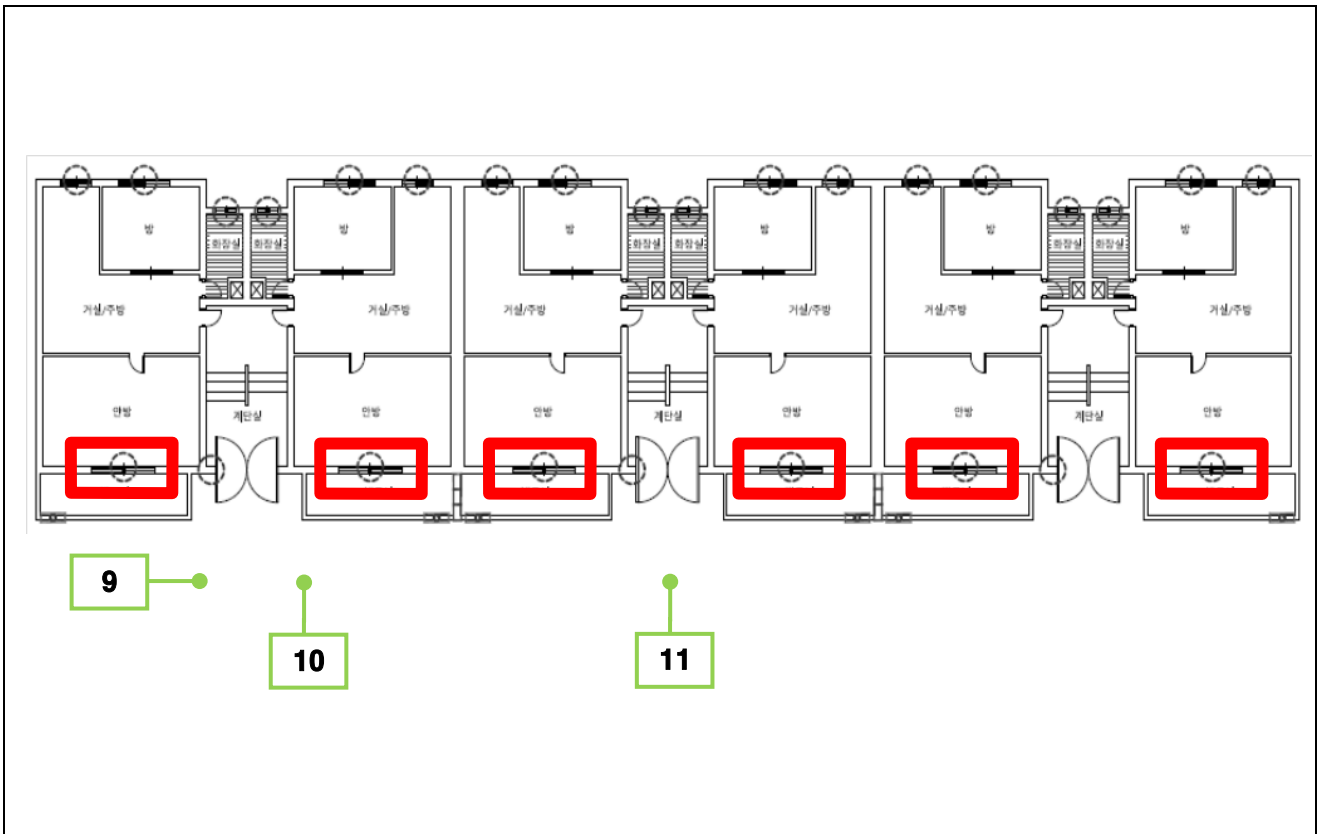 방 방 방 방 방 방
화장실 화장실 화장실 화장실 화장실 화장실
거실/주방 거실/주방 거실/주방 거실/주방 거실/주방 거실/주방
안방 안방 안방 안방 안방 안방
계단실 계단실 계단실
9
10 11